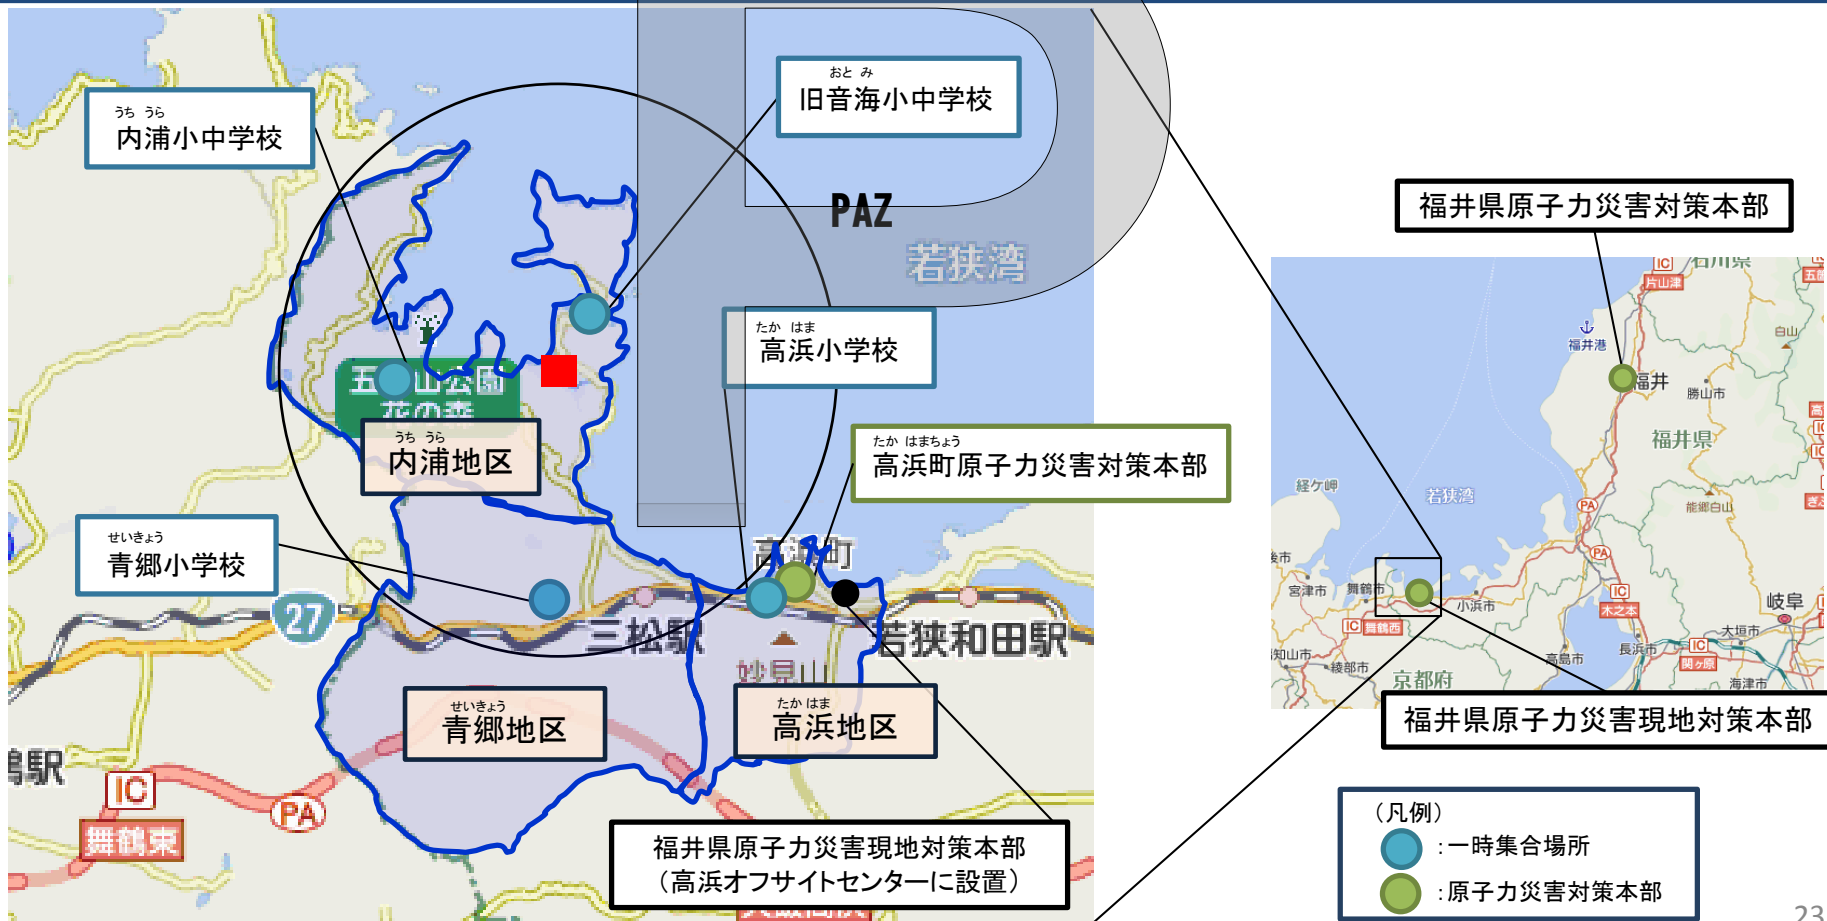 おと み
旧音海小中学校
うち うら
内浦小中学校
PAZ
若狭湾
たか はま
高浜小学校
うち うら
内浦地区
たか はまちょう
高浜町原子力災害対策本部
せいきょう
青郷小学校
高浜町
27
三松駅
若狭和田駅
妙見山
せいきょう
青郷地区
たか はま
高浜地区
IC
PA
舞鶴東
福井県原子力災害現地対策本部
（高浜オフサイトセンターに設置）
福井県原子力災害対策本部
石川県
IC
片山津
白山
福井港
福井
勝山市
福井県
経ケ岬
若狭湾
能郷白山
PA
PA
宮津市
舞鶴市
小浜市
IC
木之本
岐阜
IC
舞鶴西
大垣市
綾部市
高島市
長浜市
IC
関ヶ原
京都府
海津市
福井県原子力災害現地対策本部
（凡例）
：一時集合場所
：原子力災害対策本部
23